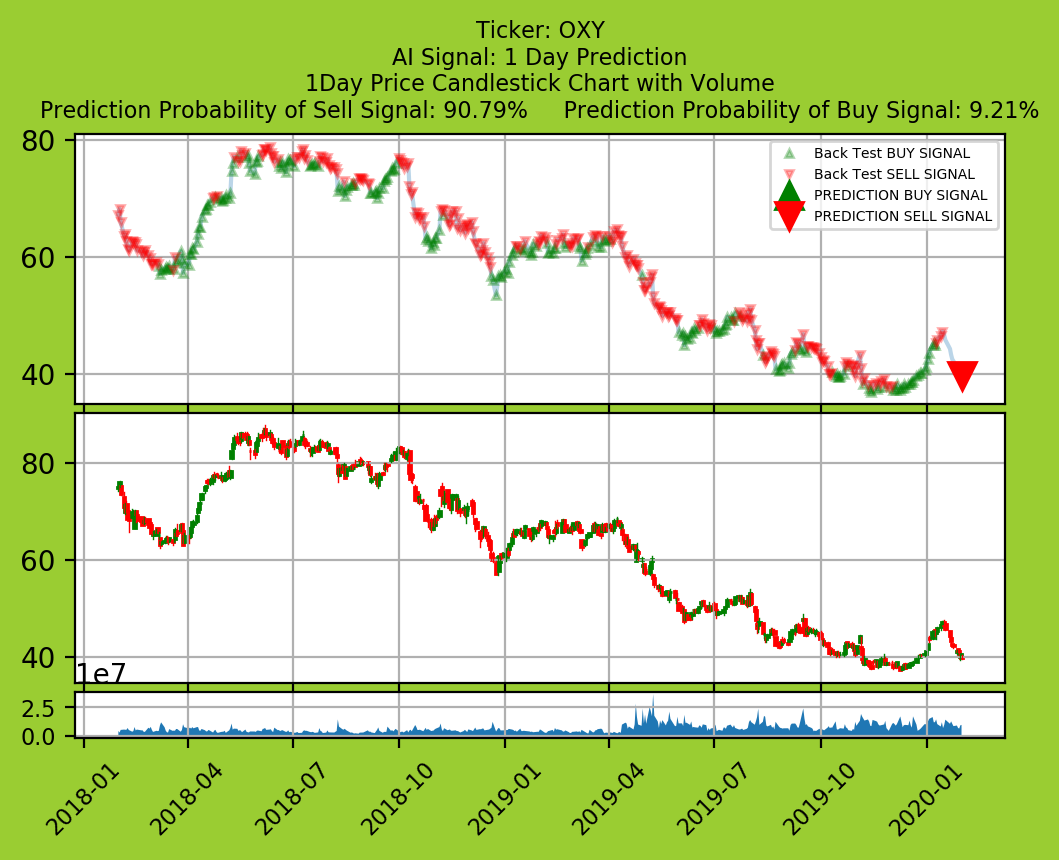 Ticker: OXY
AI Signal: 1 Day Prediction
1Day Price Candlestick Chart with Volume
Prediction Probability of Sell Signal: 90.79% Prediction Probability of Buy Signal: 9.21%
80
60
40
Back Test BUY SIGNAL
Back Test SELL SIGNAL
PREDICTION BUY SIGNAL
PREDICTION SELL SIGNAL
80
60
40
1e7
2.5
0.0
2018-01 2018-04 2018-07 2018-10 2019-01 2019-04 2019-07 2019-10 2020-01